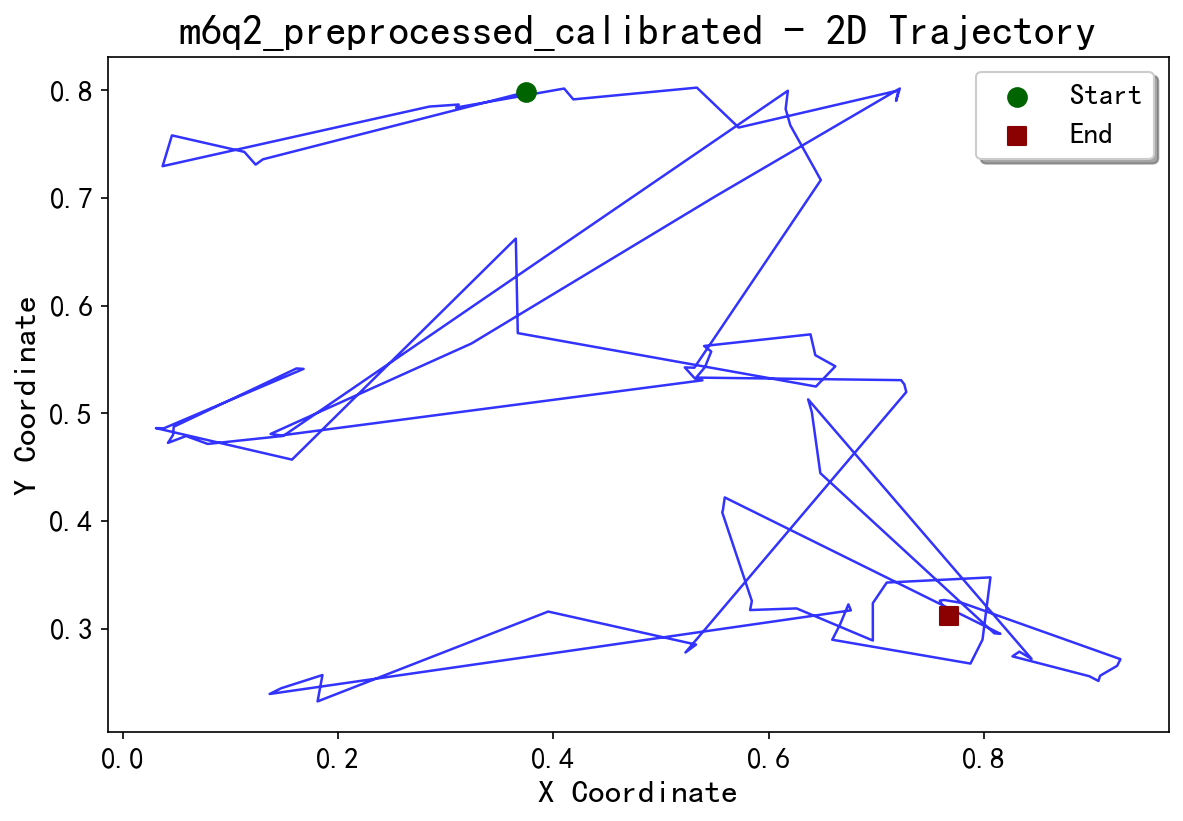 m6q2_preprocessed_calibrated - 2D Trajectory
Start
End
0.8
0.7
0.6
0.5
0.4
0.3
Y Coordinate
0.0 0.2 0.4 0.6 0.8
X Coordinate